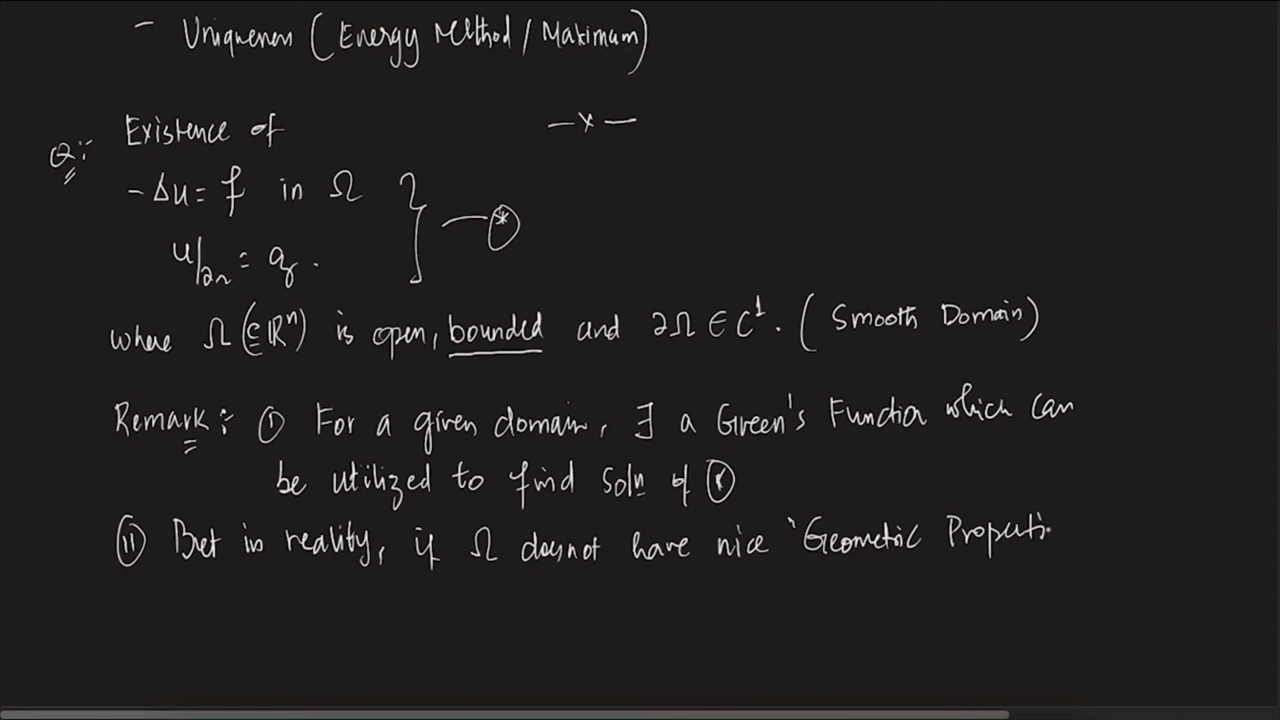 - Uniqueness (Energy Method / Maximum)
Q:- Existence of —x—
-Δu = f in Ω } — *
u|∂Ω = g.
where Ω (⊆ ℝⁿ) is open, bounded and ∂Ω ∈ C¹. (Smooth Domain)
Remark:- (i) For a given domain, ∃ a Green's Function which can
be utilized to find soln of (*)
(ii) But in reality, if Ω does not have nice "Geometric Properti